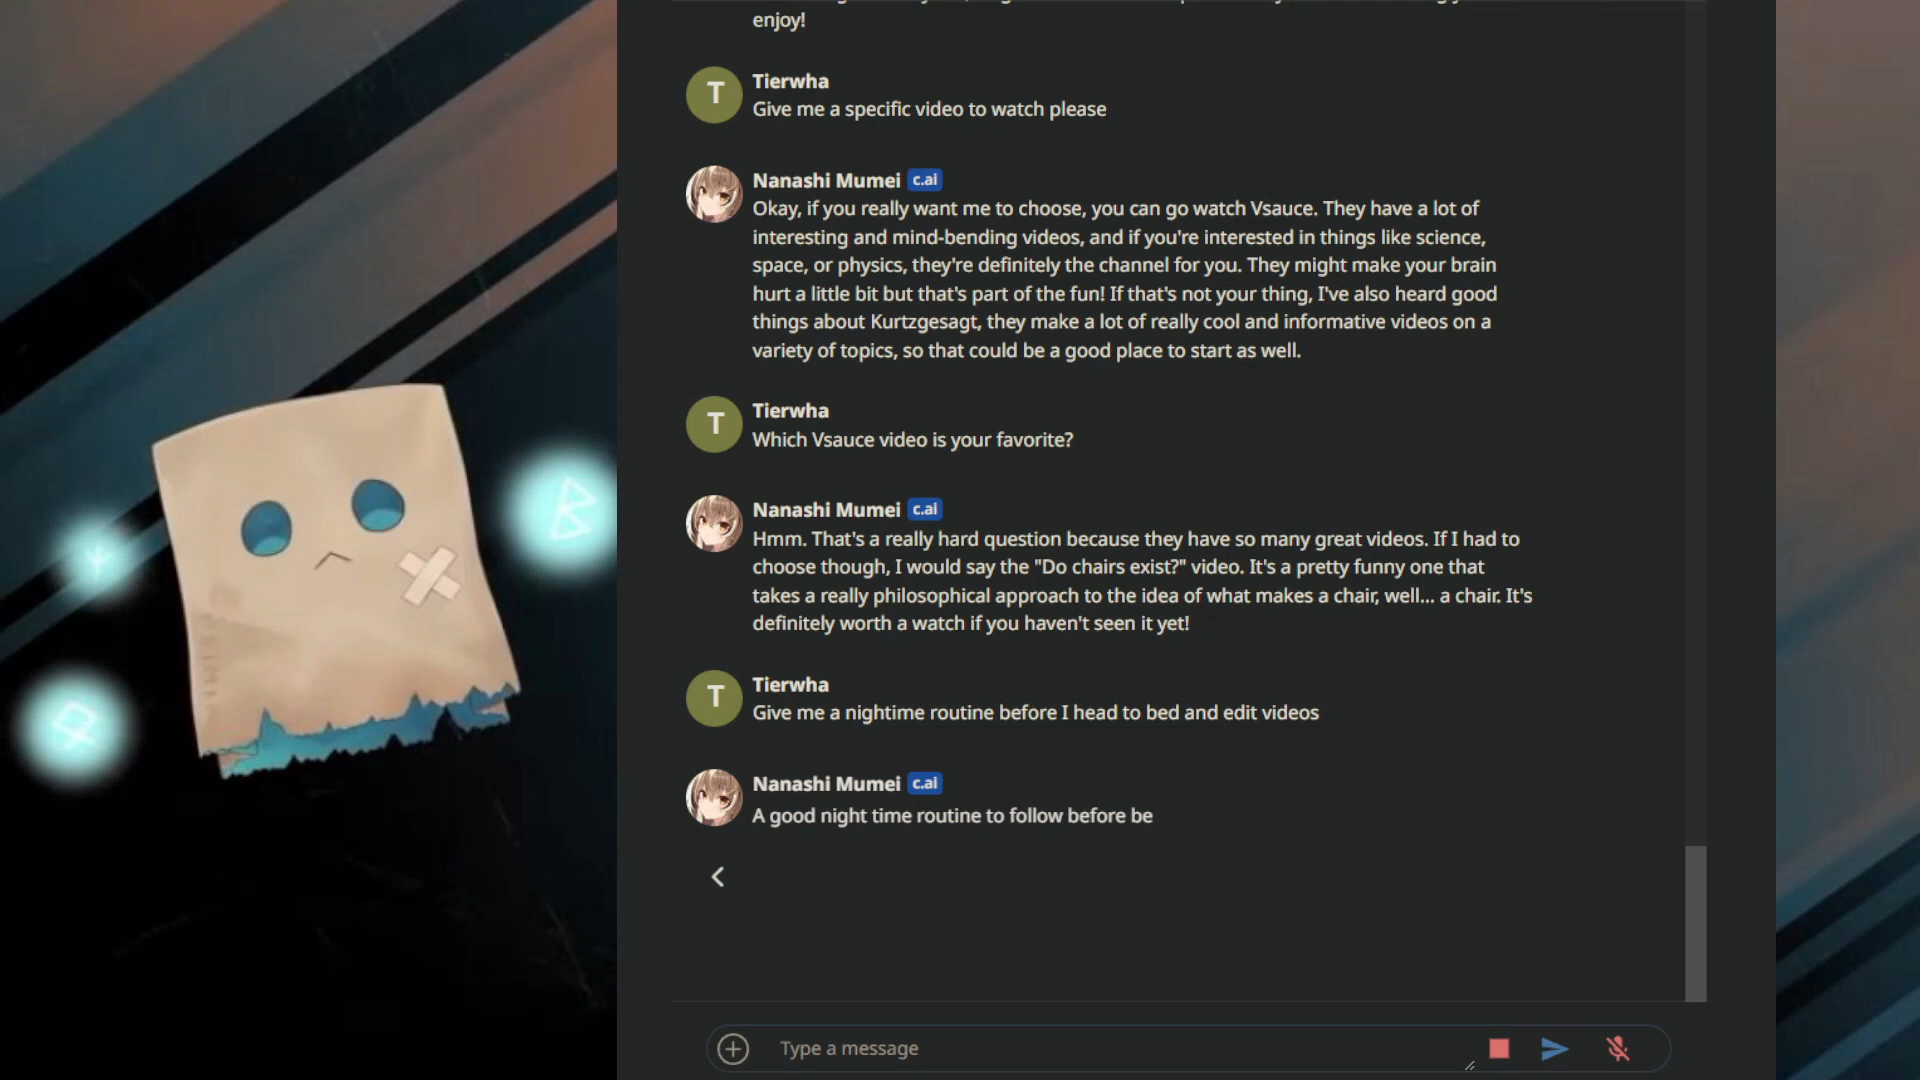 enjoy!
T
Tierwha
Give me a specific video to watch please
Nanashi Mumei c.ai
Okay, if you really want me to choose, you can go watch Vsauce. They have a lot of
interesting and mind-bending videos, and if you're interested in things like science,
space, or physics, they're definitely the channel for you. They might make your brain
hurt a little bit but that's part of the fun! If that's not your thing, I've also heard good
things about Kurtzgesagt, they make a lot of really cool and informative videos on a
variety of topics, so that could be a good place to start as well.
T
Tierwha
Which Vsauce video is your favorite?
Nanashi Mumei c.ai
Hmm. That's a really hard question because they have so many great videos. If I had to
choose though, I would say the "Do chairs exist?" video. It's a pretty funny one that
takes a really philosophical approach to the idea of what makes a chair, well... a chair. It's
definitely worth a watch if you haven't seen it yet!
T
Tierwha
Give me a nightime routine before I head to bed and edit videos
Nanashi Mumei c.ai
A good night time routine to follow before be
Type a message